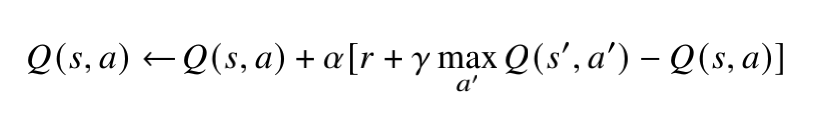 Q(s, a) ← Q(s, a) + α[r + γ max_{a′} Q(s′, a′) − Q(s, a)]